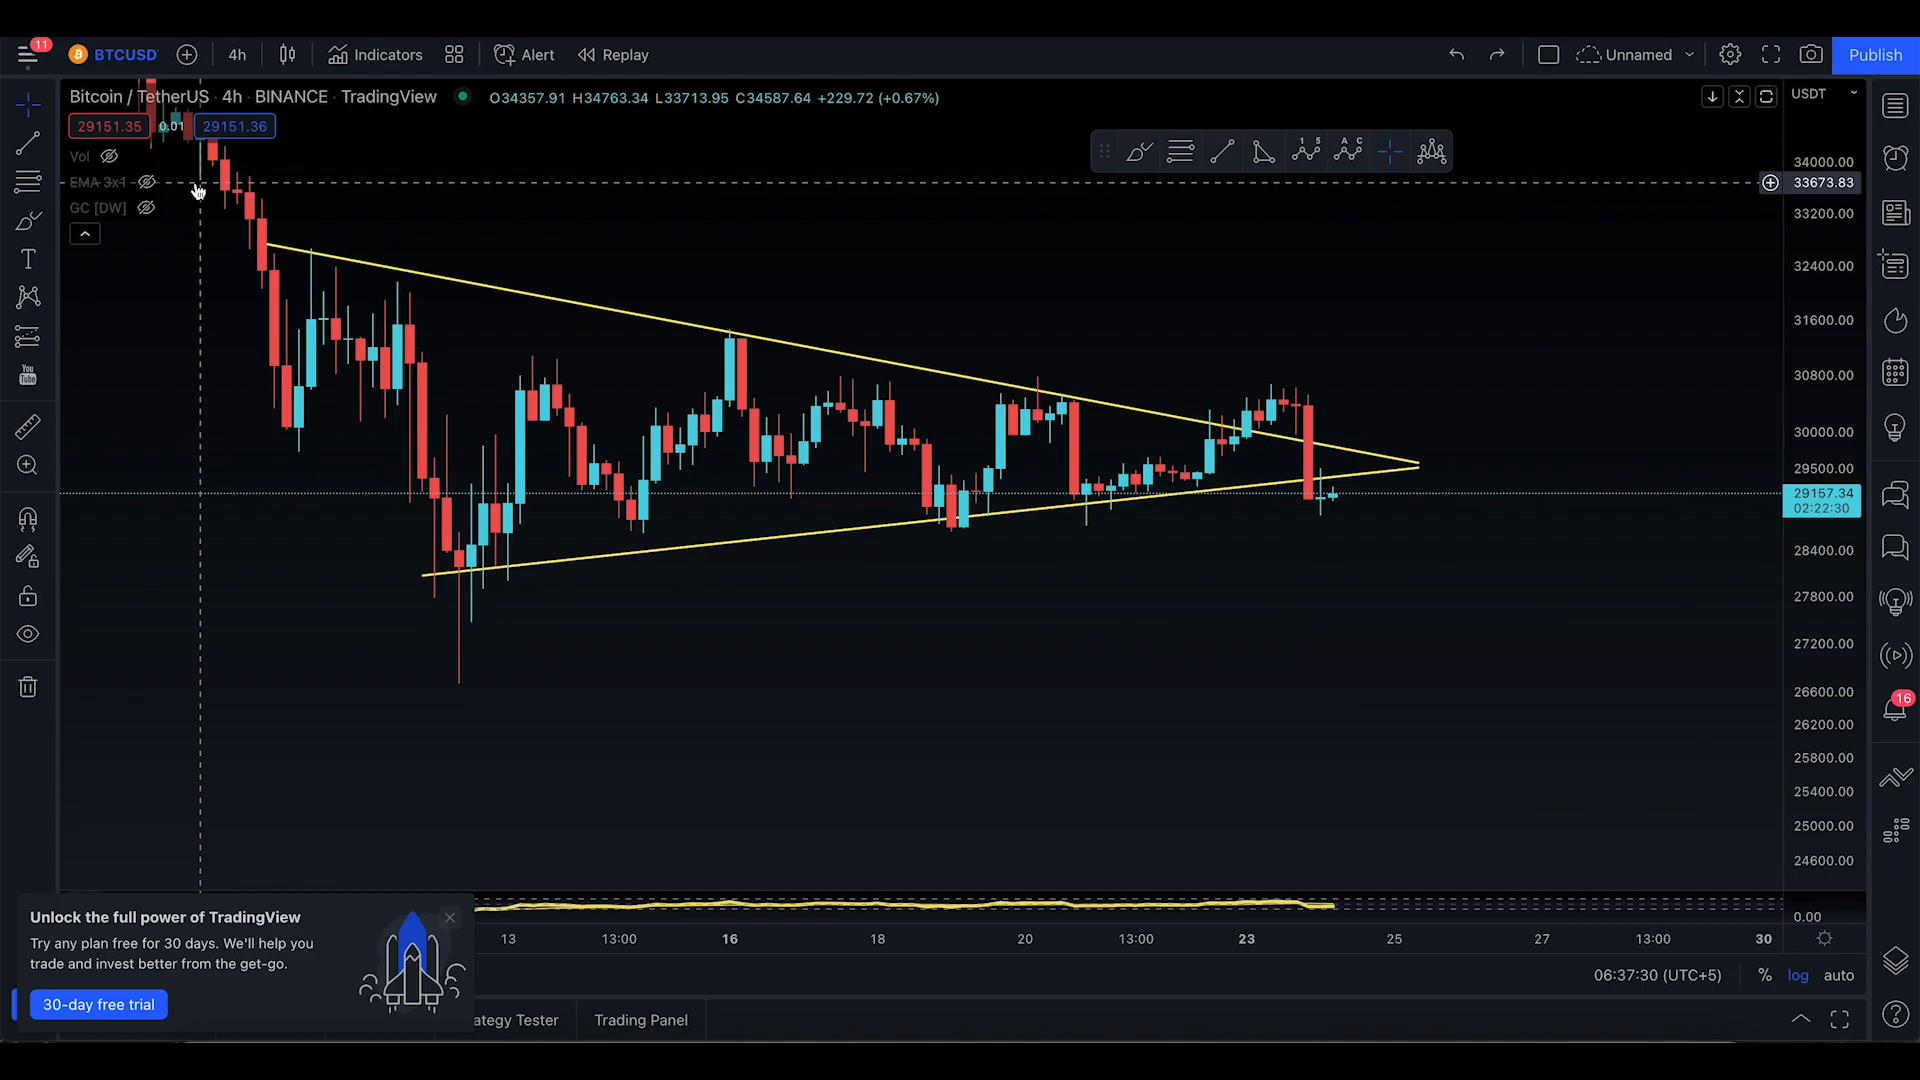 11
BTCUSD
4h
Indicators
Alert
Replay
Unnamed
Publish
Bitcoin / TetherUS · 4h · BINANCE · TradingView
O34357.91 H34763.34 L33713.95 C34587.64 +229.72 (+0.67%)
USDT
29151.35
0.01
29151.36
Vol
EMA 3x1
GC [DW]
1 5
A C
T
You
Tube
34000.00
33673.83
33200.00
32400.00
31600.00
30800.00
30000.00
29500.00
29157.34
02:22:30
28400.00
27800.00
27200.00
26600.00
26200.00
25800.00
25400.00
25000.00
24600.00
0.00
16
Unlock the full power of TradingView
Try any plan free for 30 days. We'll help you
trade and invest better from the get-go.
30-day free trial
13
13:00
16
18
20
13:00
23
25
27
13:00
30
06:37:30 (UTC+5)
%
log
auto
ategy Tester
Trading Panel